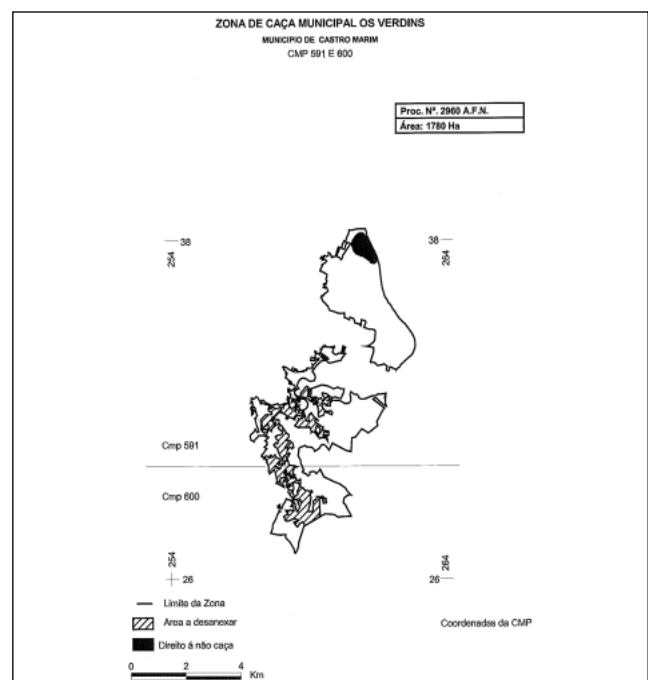 ZONA DE CAÇA MUNICIPAL OS VERDINS
MUNICIPIO DE CASTRO MARIM
CMP 591 E 600
Proc. Nª. 2960 A.F.N.
Área: 1780 Ha
38
254
38
264
Cmp 591
Cmp 600
254
26
264
26
Limite da Zona
Area a desanexar
Direito á não caça
Coordenadas da CMP
0 2 4
Km